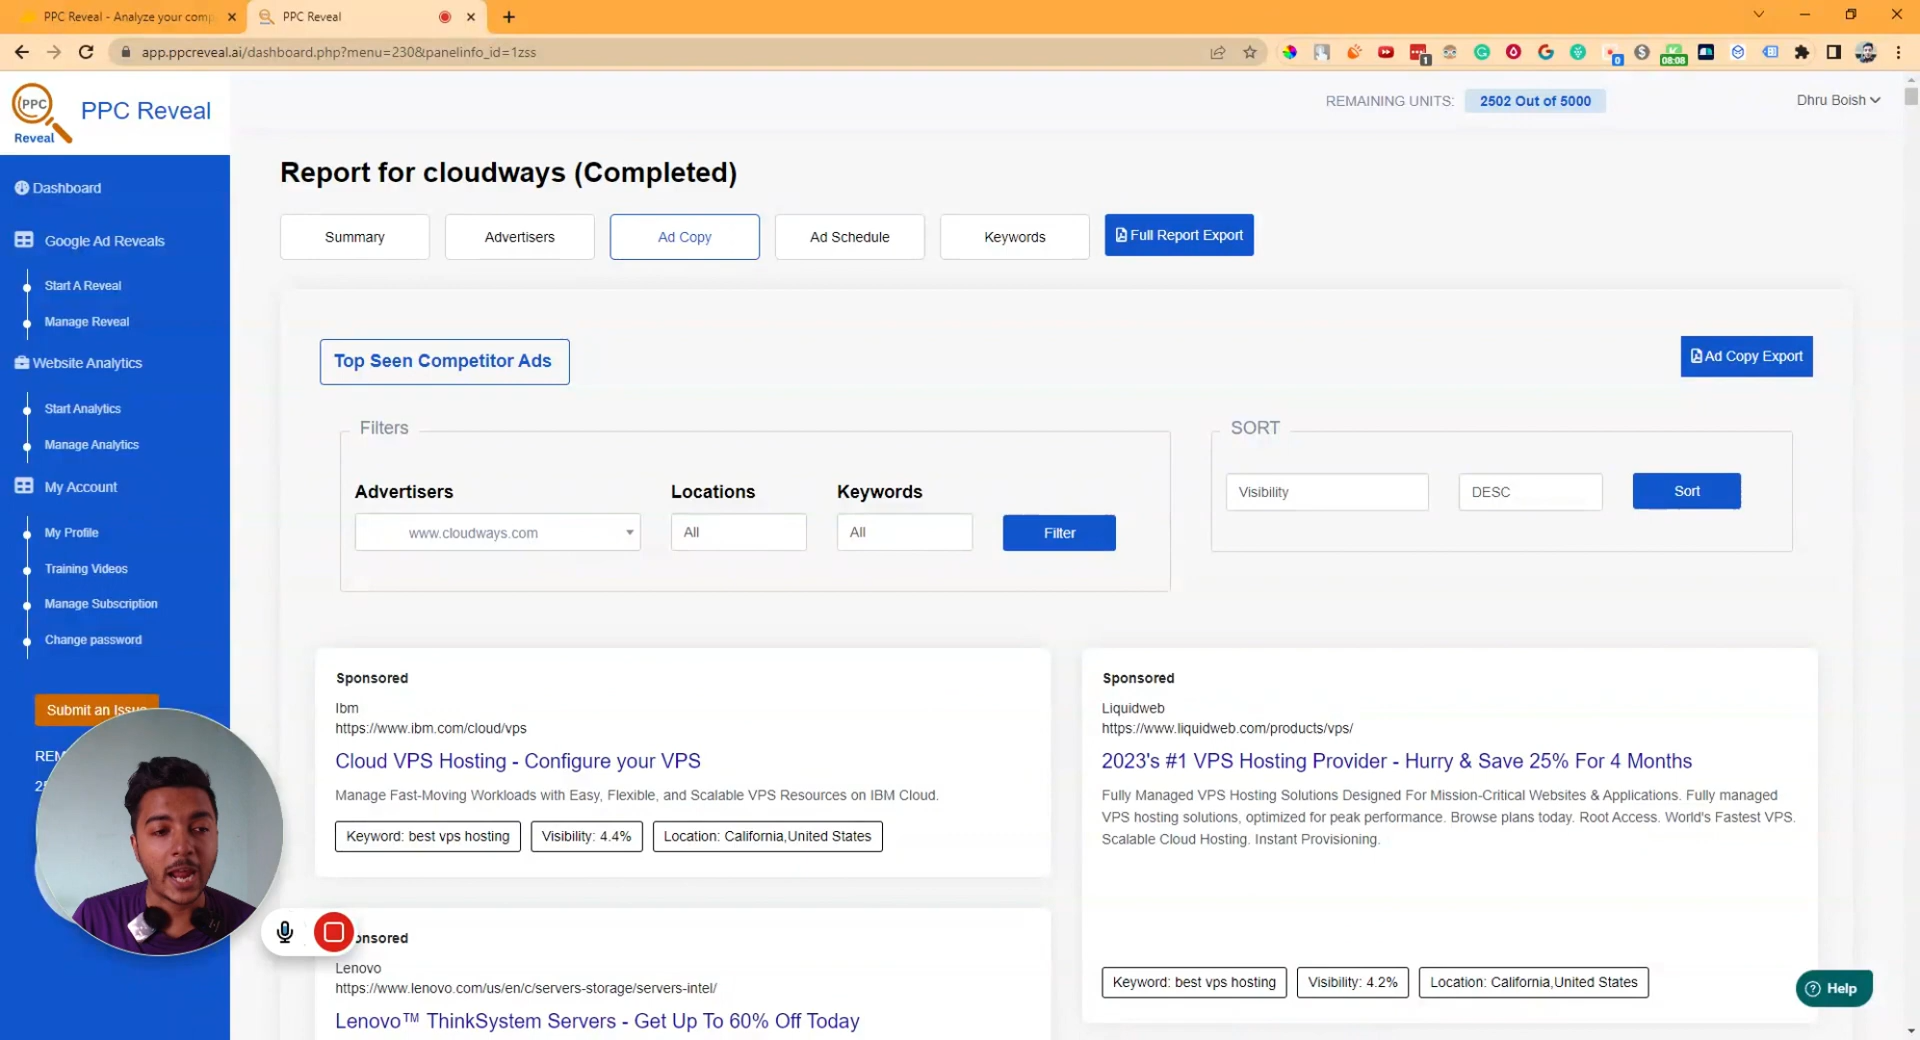 PPC Reveal - Analyze your comp
PPC Reveal
app.ppcreveal.ai/dashboard.php?menu=230&panelinfo_id=1zss
1
0
08:08
PPC
Reveal
PPC Reveal
REMAINING UNITS: 2502 Out of 5000
Dhru Boish
Dashboard
Google Ad Reveals
Start A Reveal
Manage Reveal
Website Analytics
Start Analytics
Manage Analytics
My Account
My Profile
Training Videos
Manage Subscription
Change password
Submit an Issue
REM
25
Report for cloudways (Completed)
Summary
Advertisers
Ad Copy
Ad Schedule
Keywords
Full Report Export
Top Seen Competitor Ads
Ad Copy Export
Filters
Advertisers
Locations
Keywords
www.cloudways.com
All
All
Filter
SORT
Visibility
DESC
Sort
Sponsored
Ibm
https://www.ibm.com/cloud/vps
Cloud VPS Hosting - Configure your VPS
Manage Fast-Moving Workloads with Easy, Flexible, and Scalable VPS Resources on IBM Cloud.
Keyword: best vps hosting
Visibility: 4.4%
Location: California,United States
Sponsored
Liquidweb
https://www.liquidweb.com/products/vps/
2023's #1 VPS Hosting Provider - Hurry & Save 25% For 4 Months
Fully Managed VPS Hosting Solutions Designed For Mission-Critical Websites & Applications. Fully managed
VPS hosting solutions, optimized for peak performance. Browse plans today. Root Access. World's Fastest VPS.
Scalable Cloud Hosting. Instant Provisioning.
Keyword: best vps hosting
Visibility: 4.2%
Location: California,United States
onsored
Lenovo
https://www.lenovo.com/us/en/c/servers-storage/servers-intel/
Lenovo™ ThinkSystem Servers - Get Up To 60% Off Today
Help